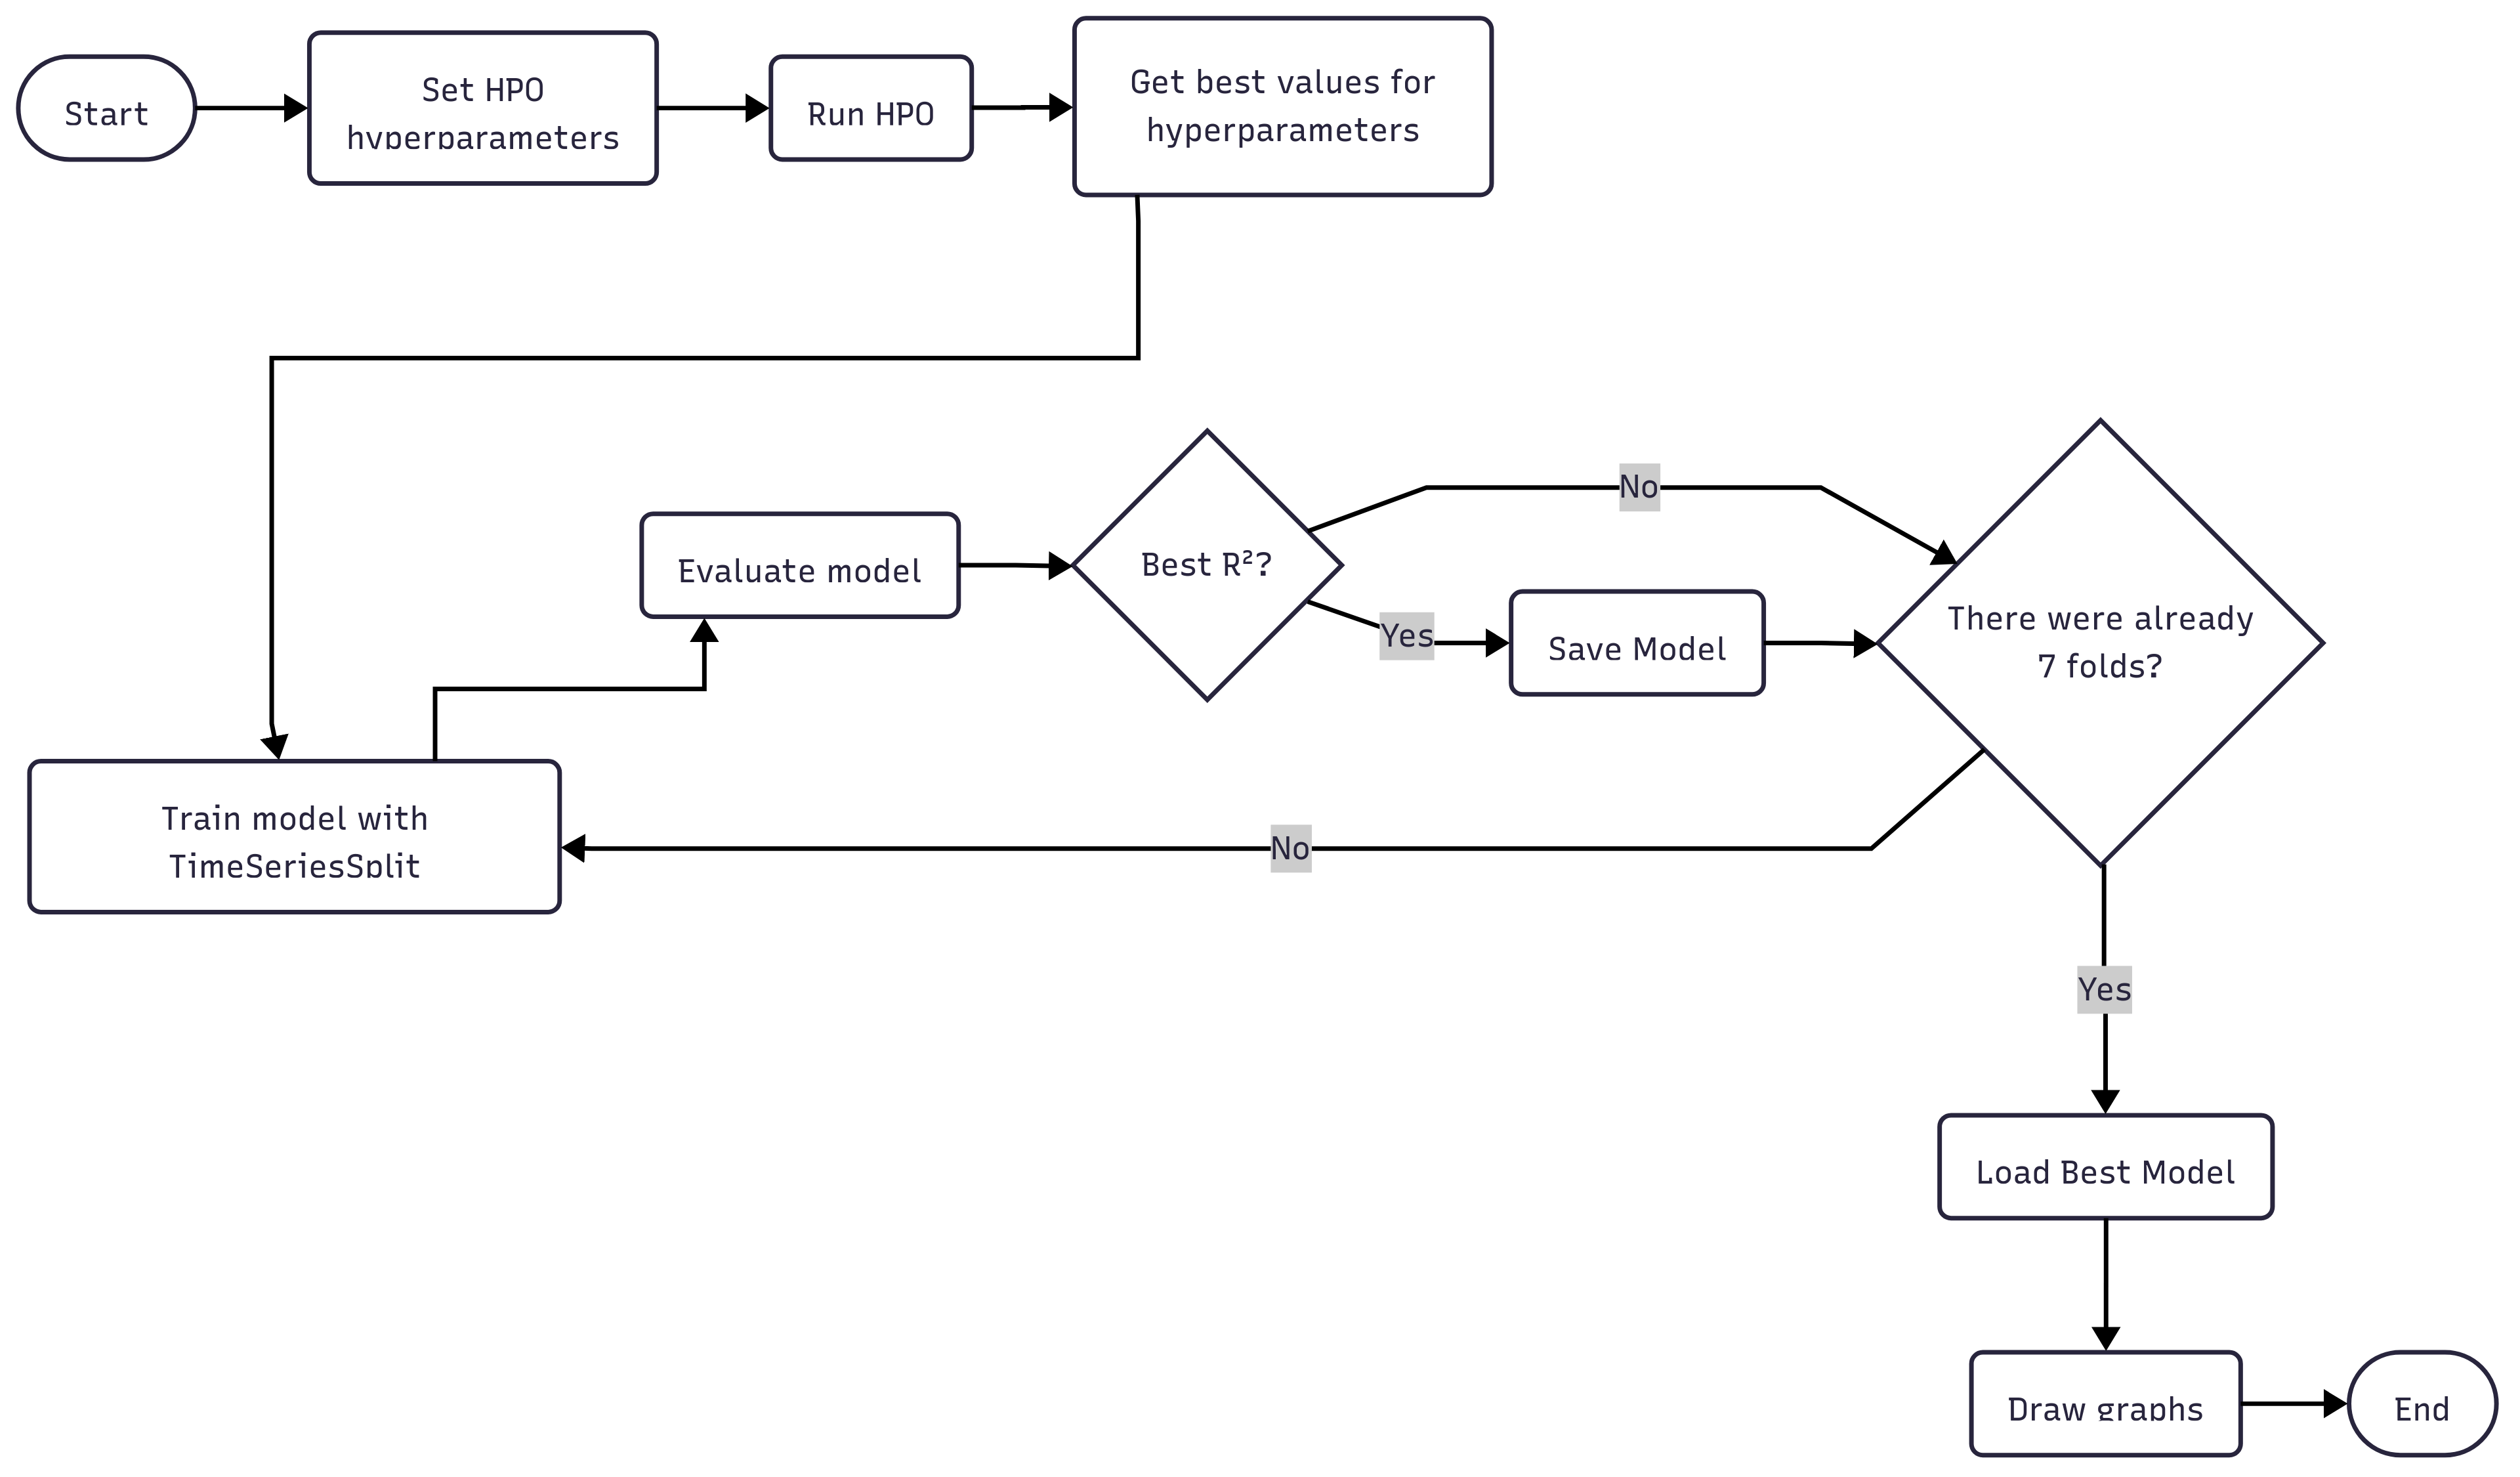 Start
Set HPO
hyperparameters
Run HPO
Get best values for
hyperparameters
No
Evaluate model
Best R²?
Yes
Save Model
There were already
7 folds?
Train model with
TimeSeriesSplit
No
Yes
Load Best Model
Draw graphs
End